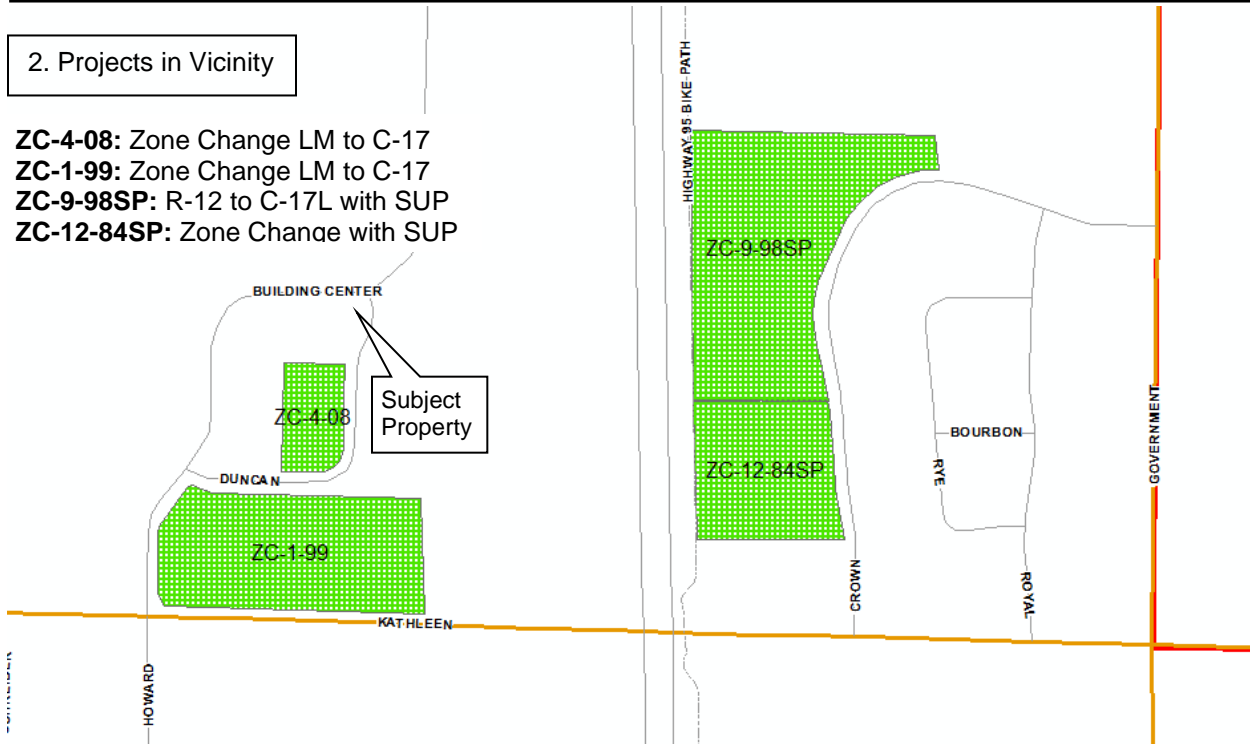 2. Projects in Vicinity
ZC-4-08: Zone Change LM to C-17
ZC-1-99: Zone Change LM to C-17
ZC-9-98SP: R-12 to C-17L with SUP
ZC-12-84SP: Zone Change with SUP
HIGHWAY 95 BIKE PATH
ZC-9-98SP
BUILDING CENTER
Subject
Property
ZC-4-08
GOVERNMENT
BOURBON
RYE
ZC-12-84SP
DUNCAN
ZC-1-99
CROWN
ROYAL
KATHLEEN
HOWARD